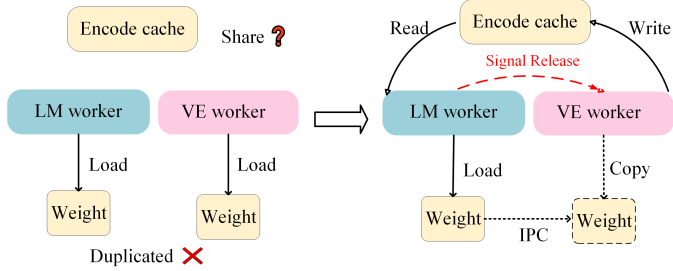 Encode cache
Share ?
LM worker
VE worker
Load
Load
Weight
Weight
Duplicated
Encode cache
Read
Write
Signal Release
LM worker
VE worker
Load
Copy
Weight
IPC
Weight